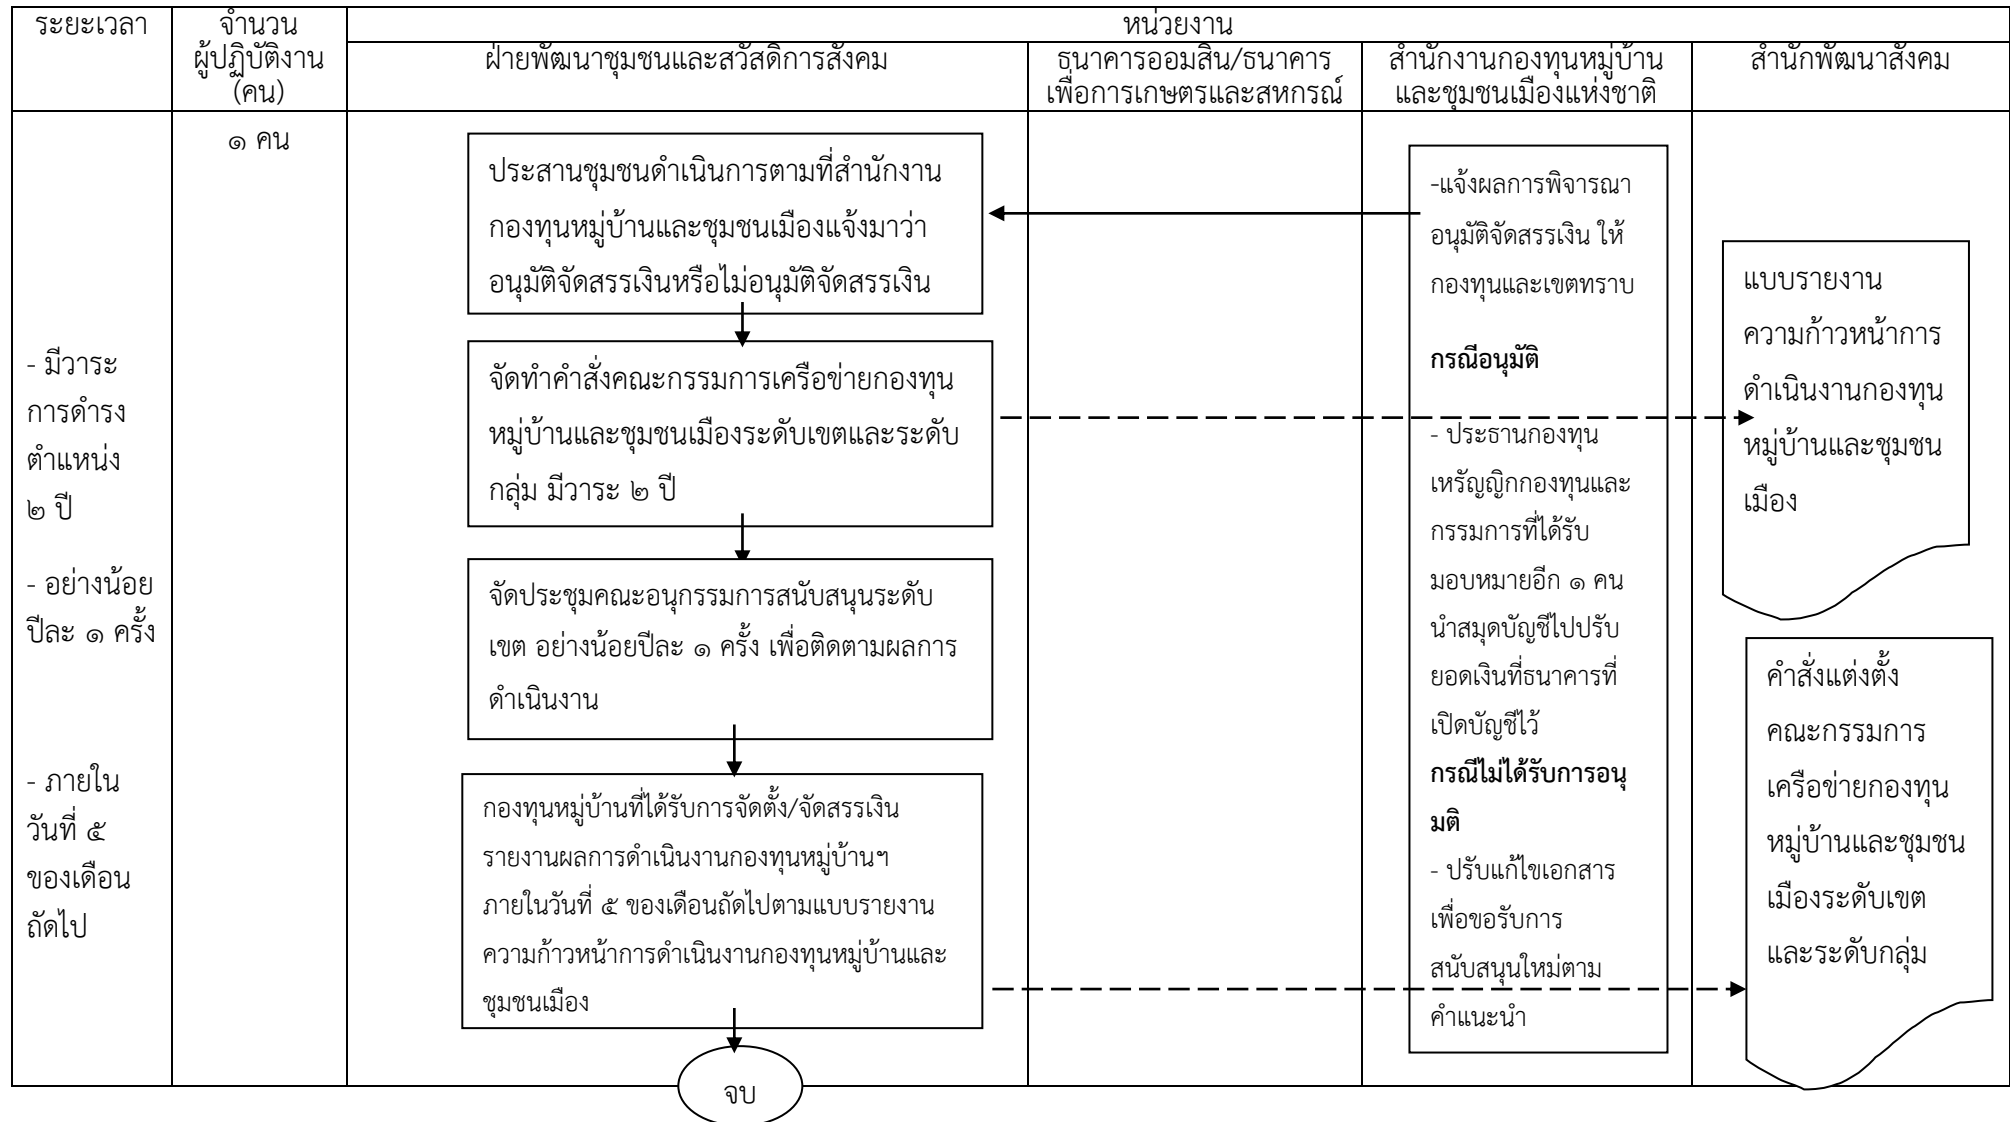 ระยะเวลา
จำนวน
ผู้ปฏิบัติงาน
(คน)
หน่วยงาน
ฝ่ายพัฒนาชุมชนและสวัสดิการสังคม
ธนาคารออมสิน/ธนาคาร
เพื่อการเกษตรและสหกรณ์
สำนักงานกองทุนหมู่บ้าน
และชุมชนเมืองแห่งชาติ
สำนักพัฒนาสังคม
- มีวาระ
การดำรง
ตำแหน่ง
๒ ปี
- อย่างน้อย
ปีละ ๑ ครั้ง
- ภายใน
วันที่ ๕
ของเดือน
ถัดไป
๑ คน
ประสานชุมชนดำเนินการตามที่สำนักงาน
กองทุนหมู่บ้านและชุมชนเมืองแจ้งมาว่า
อนุมัติจัดสรรเงินหรือไม่อนุมัติจัดสรรเงิน
จัดทำคำสั่งคณะกรรมการเครือข่ายกองทุน
หมู่บ้านและชุมชนเมืองระดับเขตและระดับ
กลุ่ม มีวาระ ๒ ปี
จัดประชุมคณะอนุกรรมการสนับสนุนระดับ
เขต อย่างน้อยปีละ ๑ ครั้ง เพื่อติดตามผลการ
ดำเนินงาน
กองทุนหมู่บ้านที่ได้รับการจัดตั้ง/จัดสรรเงิน
รายงานผลการดำเนินงานกองทุนหมู่บ้านฯ
ภายในวันที่ ๕ ของเดือนถัดไปตามแบบรายงาน
ความก้าวหน้าการดำเนินงานกองทุนหมู่บ้านและ
ชุมชนเมือง
จบ
-แจ้งผลการพิจารณา
อนุมัติจัดสรรเงิน ให้
กองทุนและเขตทราบ
กรณีอนุมัติ
- ประธานกองทุน
เหรัญญิกกองทุนและ
กรรมการที่ได้รับ
มอบหมายอีก ๑ คน
นำสมุดบัญชีไปปรับ
ยอดเงินที่ธนาคารที่
เปิดบัญชีไว้
กรณีไม่ได้รับการอนุ
มติ
- ปรับแก้ไขเอกสาร
เพื่อขอรับการ
สนับสนุนใหม่ตาม
คำแนะนำ
แบบรายงาน
ความก้าวหน้าการ
ดำเนินงานกองทุน
หมู่บ้านและชุมชน
เมือง
คำสั่งแต่งตั้ง
คณะกรรมการ
เครือข่ายกองทุน
หมู่บ้านและชุมชน
เมืองระดับเขต
และระดับกลุ่ม